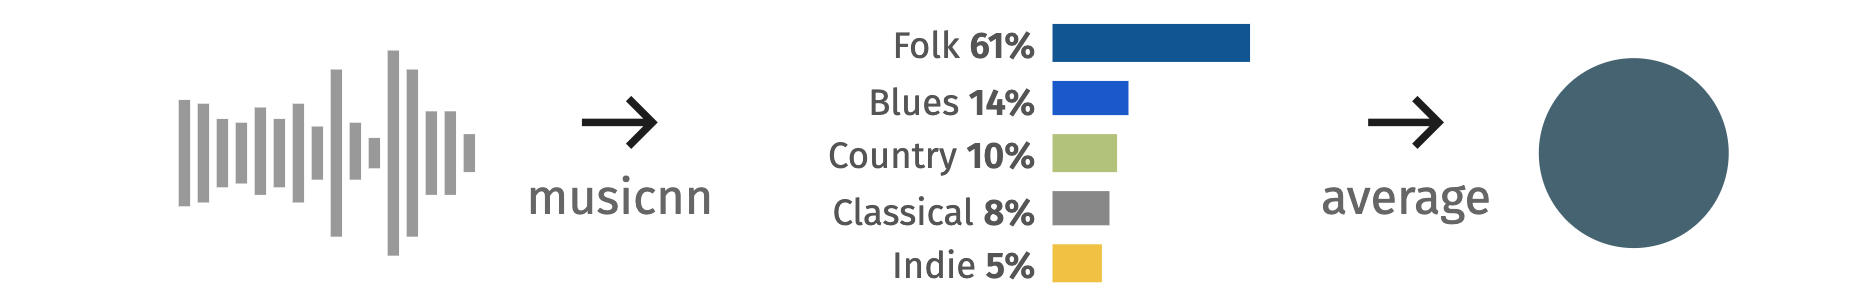 musicnn
Folk 61%
Blues 14%
Country 10%
Classical 8%
Indie 5%
average